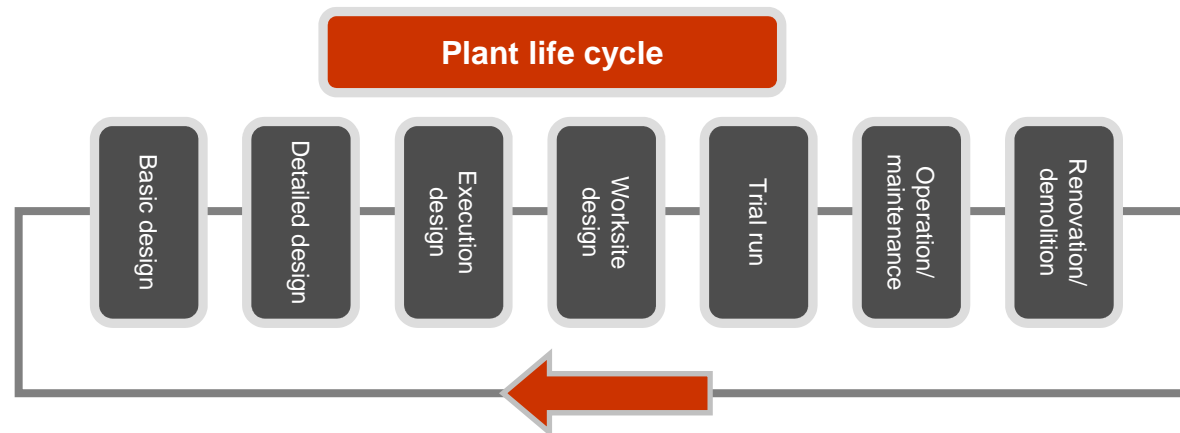 Plant life cycle
Basic design
Detailed design
Execution
design
Worksite
design
Trial run
Operation/
maintenance
Renovation/
demolition